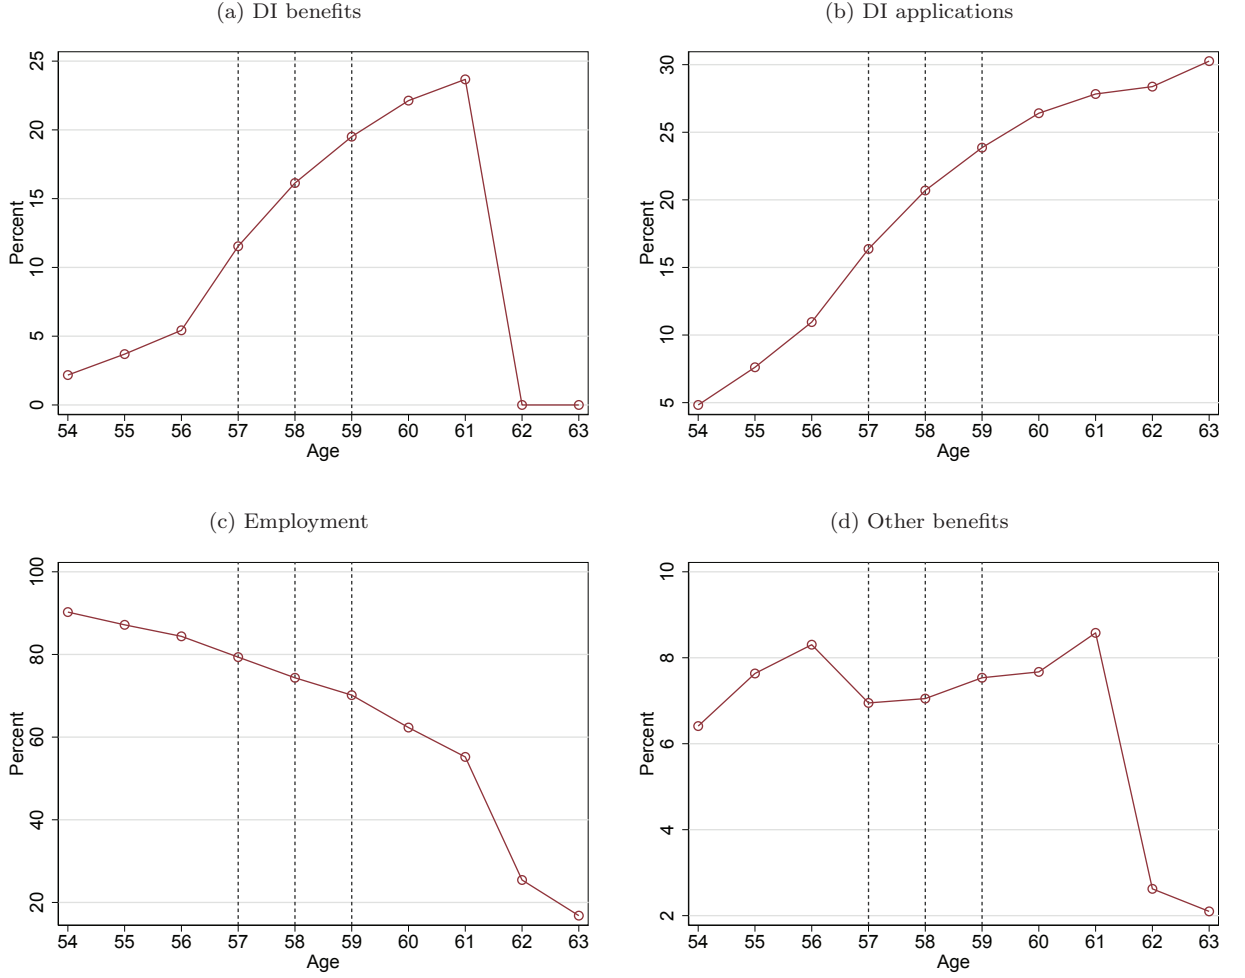 (a) DI benefits
Percent
25
20
15
10
5
0
54 55 56 57 58 59 60 61 62 63
Age
(b) DI applications
Percent
30
25
20
15
10
5
54 55 56 57 58 59 60 61 62 63
Age
(c) Employment
Percent
100
80
60
40
20
54 55 56 57 58 59 60 61 62 63
Age
(d) Other benefits
Percent
10
8
6
4
2
54 55 56 57 58 59 60 61 62 63
Age